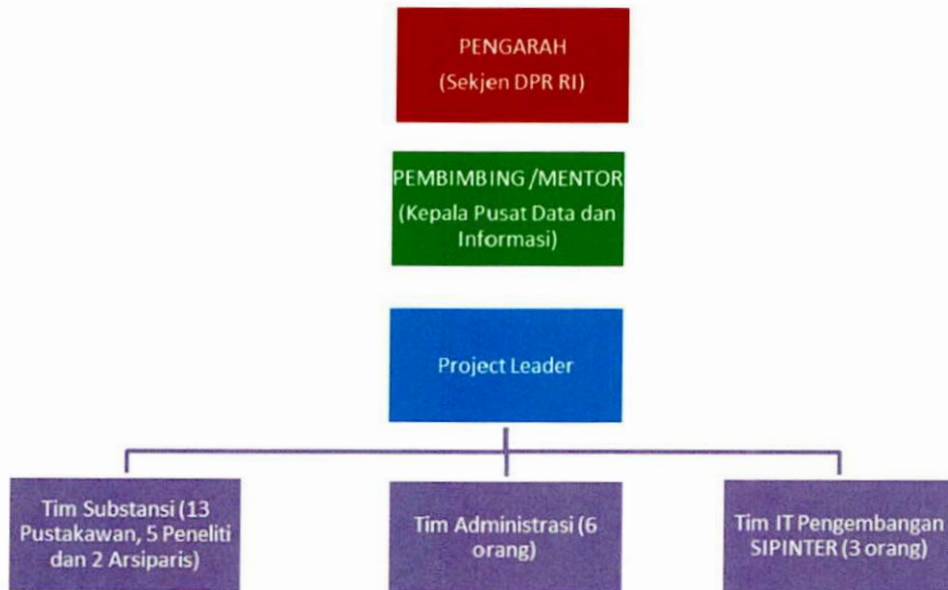 PENGARAH
(Sekjen DPR RI)
PEMBIMBING /MENTOR
(Kepala Pusat Data dan
Informasi)
Project Leader
Tim Substansi (13
Pustakawan, 5 Peneliti
dan 2 Arsiparis)
Tim Administrasi (6
orang)
Tim IT Pengembangan
SIPINTER (3 orang)